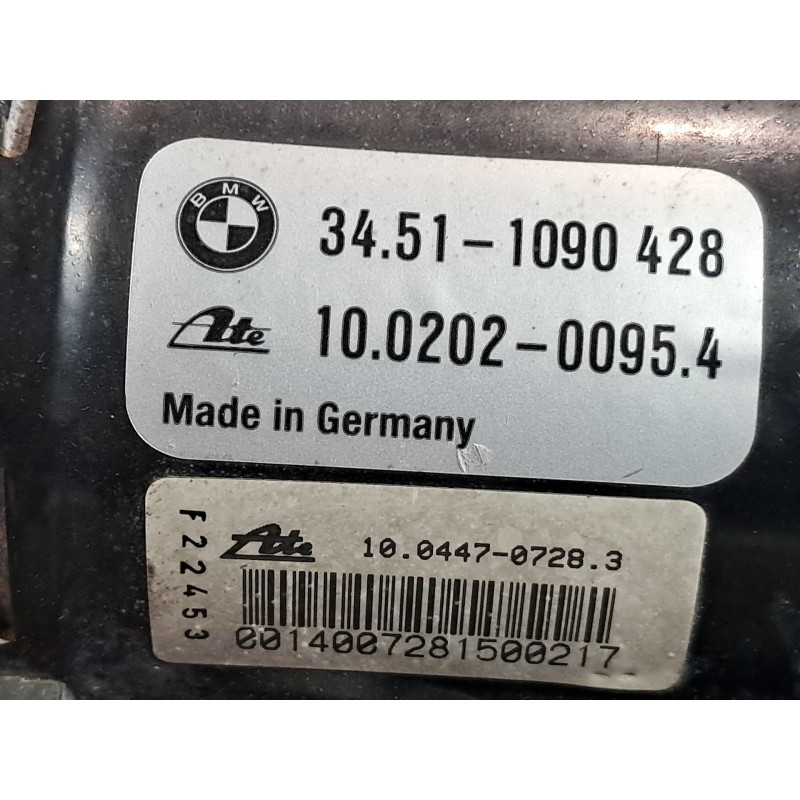 BMW
34.51-1090 428
Ate
10.0202-0095.4
Made in Germany
F22453
Ate
10.0447-0728.3
0014007281500217